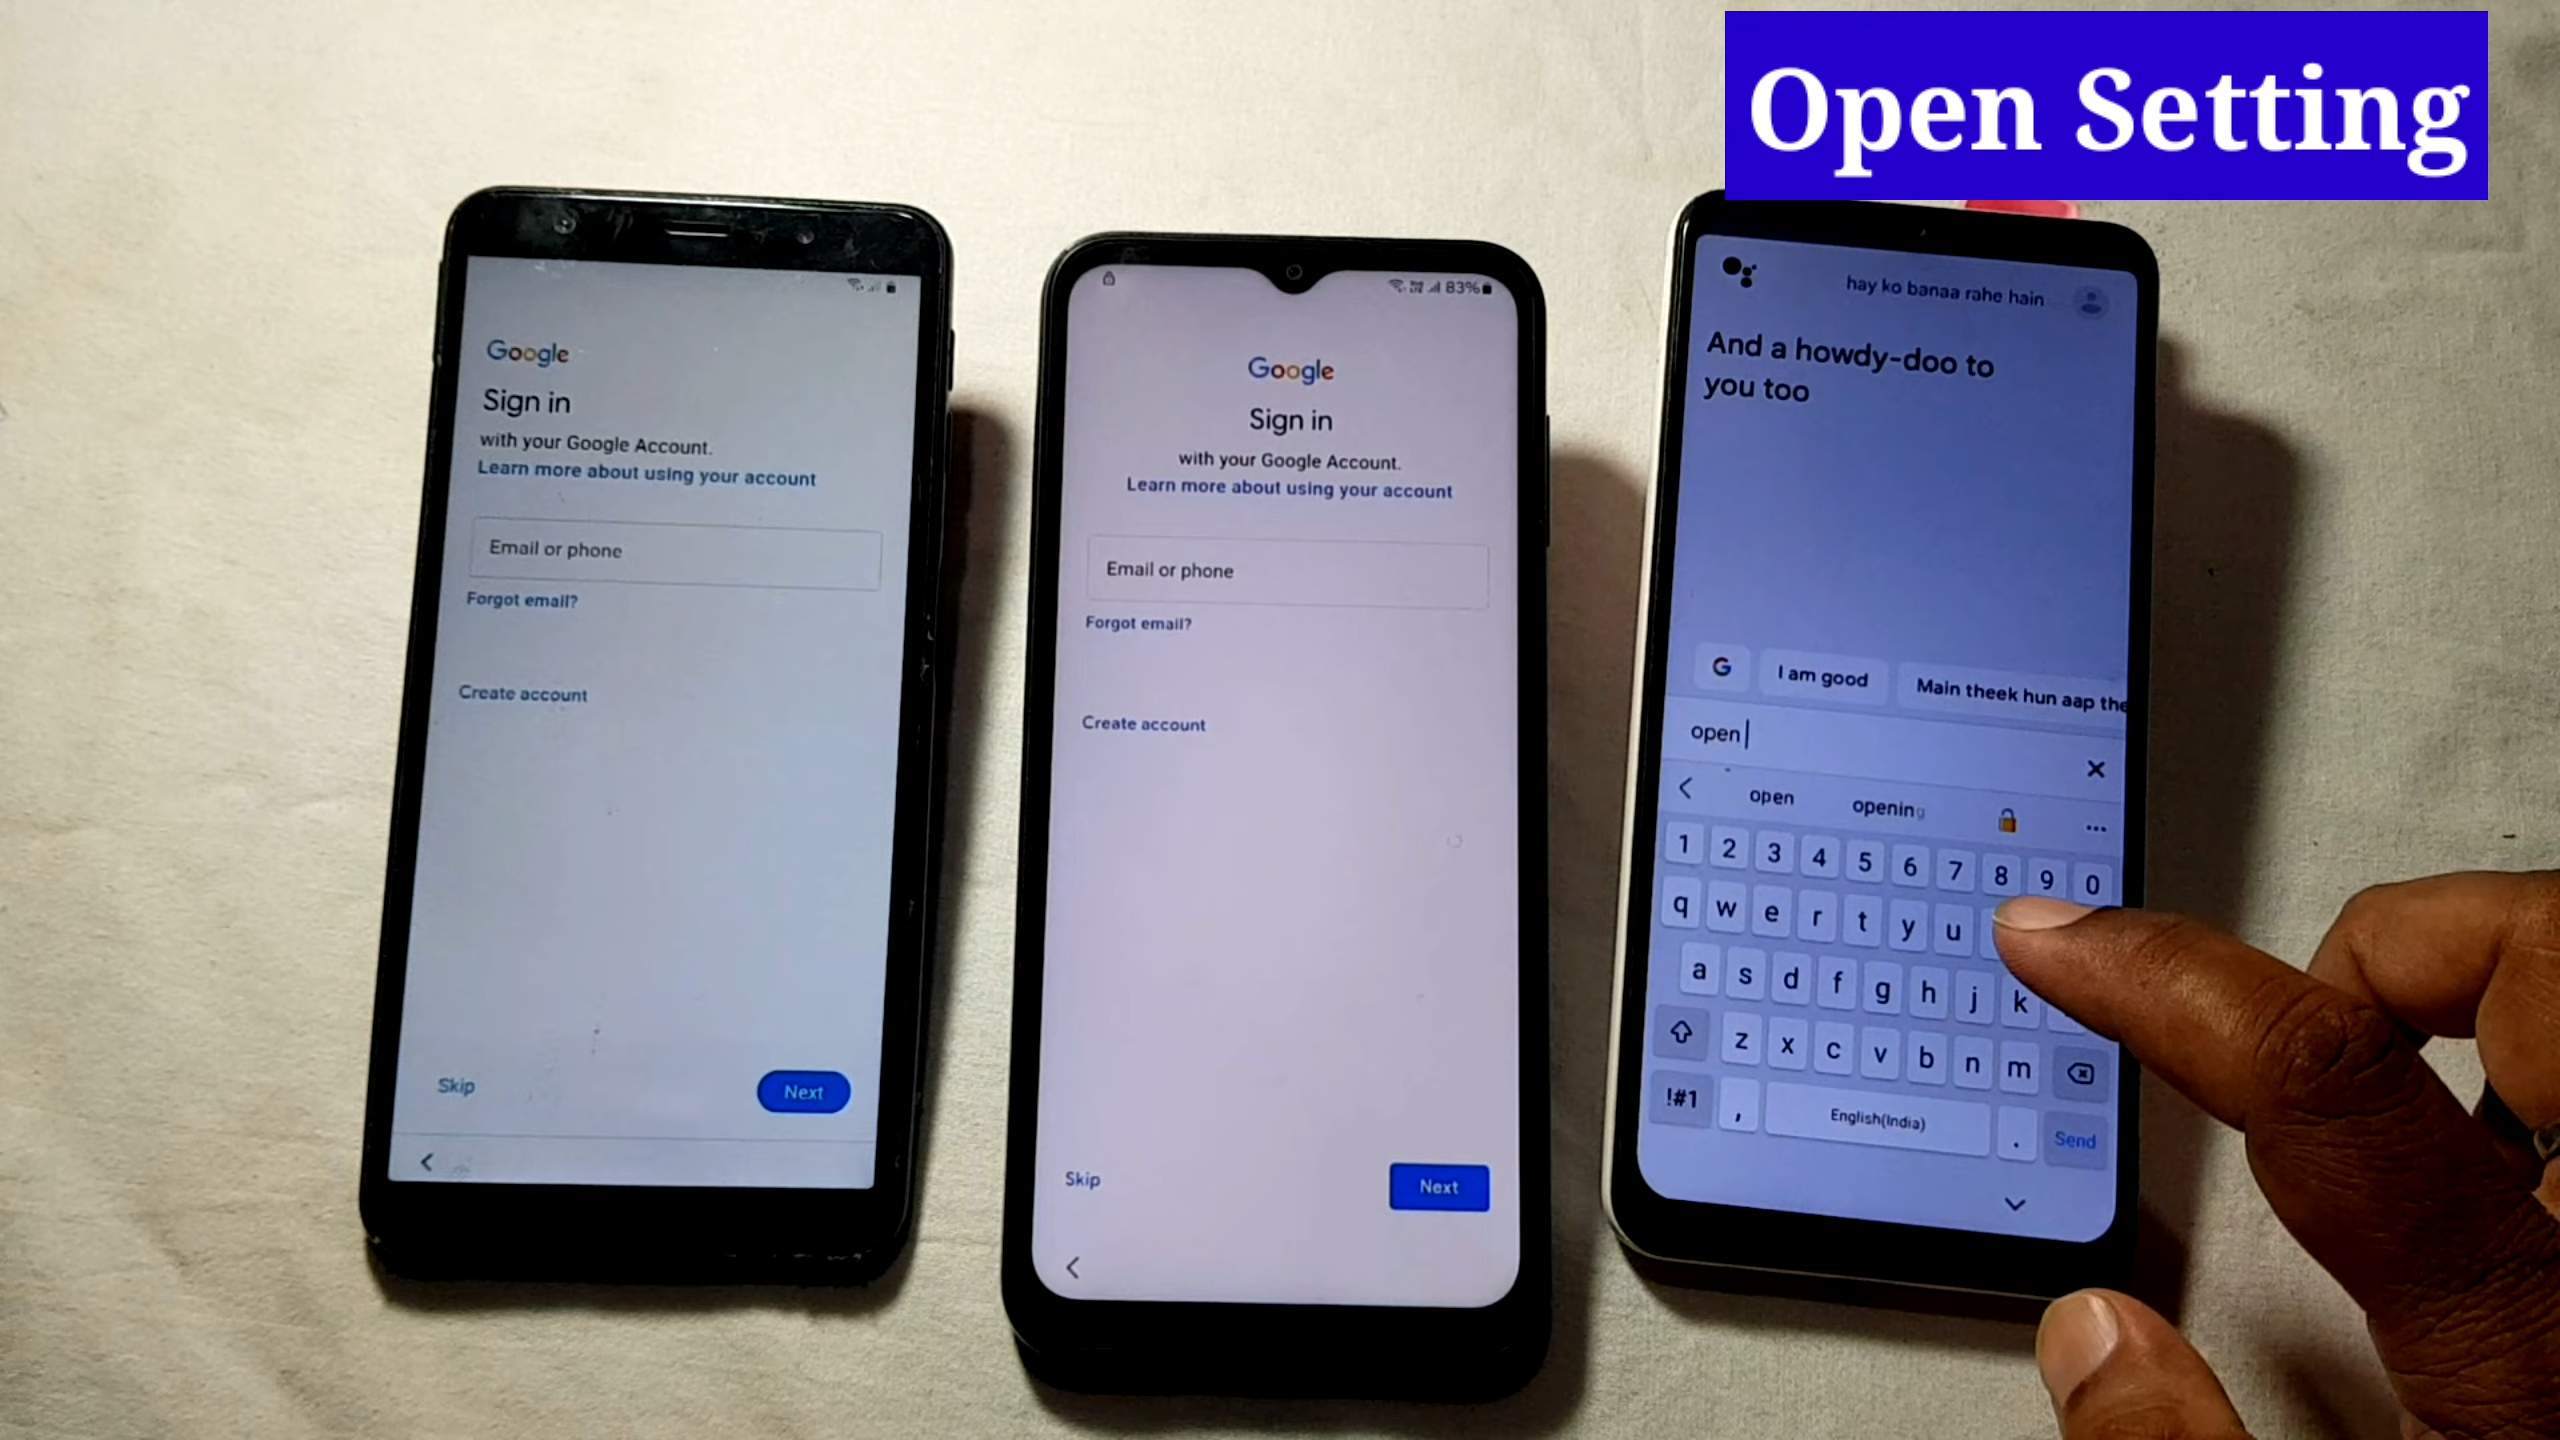 Open Setting
Google
Sign in
with your Google Account.
Learn more about using your account
Email or phone
Forgot email?
Create account
Skip
Next
83%
Google
Sign in
with your Google Account.
Learn more about using your account
Email or phone
Forgot email?
Create account
Skip
Next
hay ko banaa rahe hain
And a howdy-doo to
you too
G I am good Main theek hun aap the
open
open opening
1 2 3 4 5 6 7 8 9 0
q w e r t y u
a s d f g h j k
z x c v b n m
!#1 , English(India) . Send